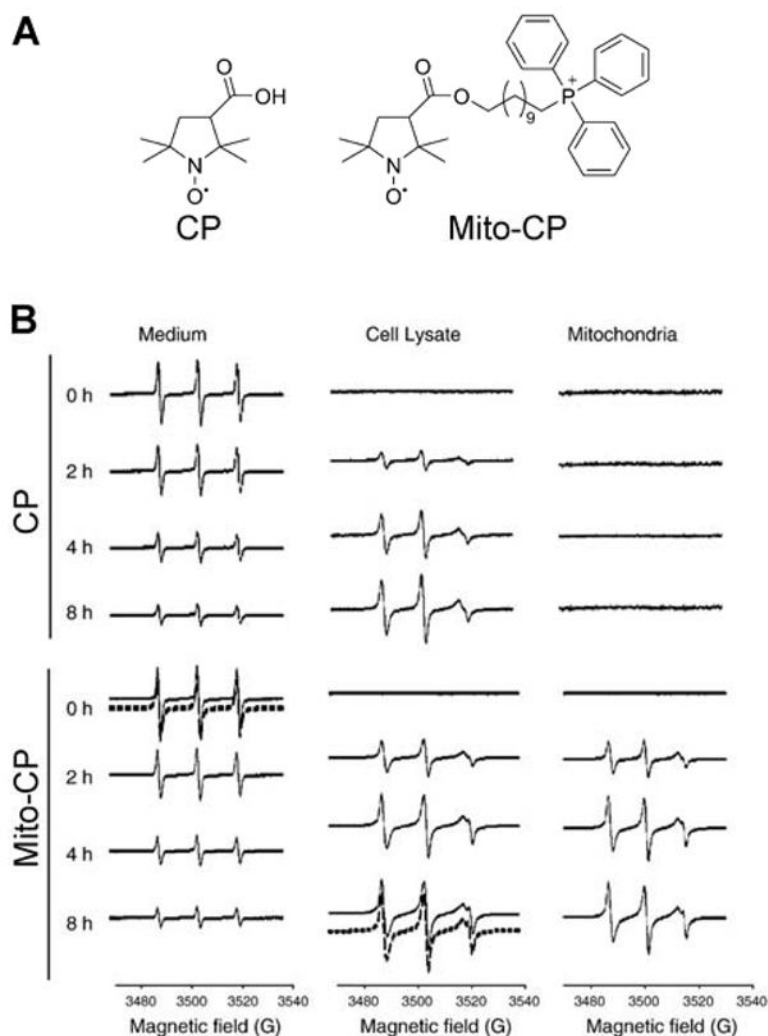 A
O
OH
N
O•
CP
O
O
9
P
+
N
O•
Mito-CP
B
Medium
Cell Lysate
Mitochondria
CP
0 h
2 h
4 h
8 h
Mito-CP
0 h
2 h
4 h
8 h
3480 3500 3520 3540
3480 3500 3520 3540
3480 3500 3520 3540
Magnetic field (G)
Magnetic field (G)
Magnetic field (G)